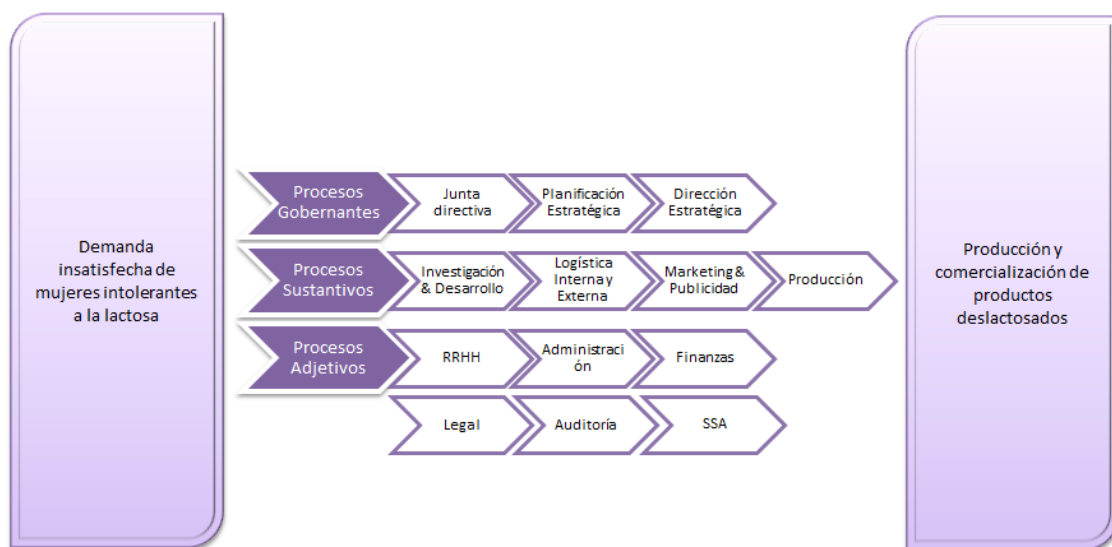 Demanda
insatisfecha de
mujeres intolerantes
a la lactosa
Procesos
Gobernantes
Junta
directiva
Planificación
Estratégica
Dirección
Estratégica
Procesos
Sustantivos
Investigación
& Desarrollo
Logística
Interna y
Externa
Marketing &
Publicidad
Producción
Procesos
Adjetivos
RRHH
Administraci
ón
Finanzas
Legal
Auditoría
SSA
Producción y
comercialización de
productos
deslactosados